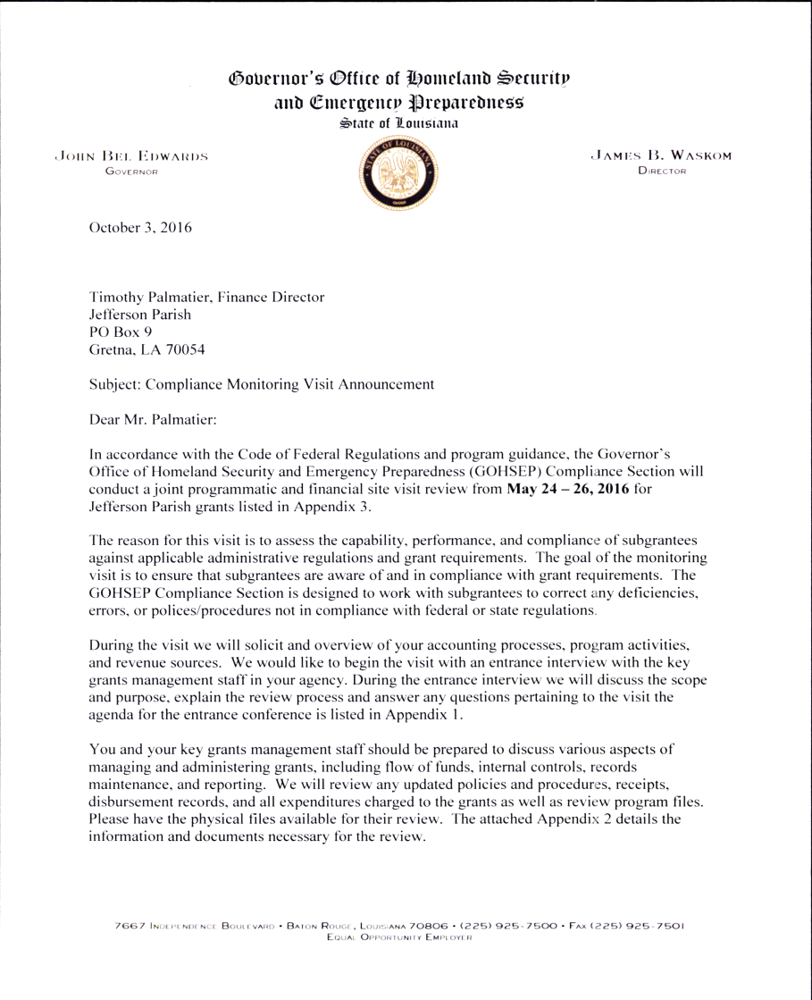 Governor's Office of Homeland Security
and Emergency Preparedness
State of Louisiana
JOHN BEL EDWARDS
GOVERNOR
STATE OF LOUISIANA
JAMES B. WASKOM
DIRECTOR
October 3, 2016
Timothy Palmatier, Finance Director
Jefferson Parish
PO Box 9
Gretna, LA 70054
Subject: Compliance Monitoring Visit Announcement
Dear Mr. Palmatier:
In accordance with the Code of Federal Regulations and program guidance, the Governor's
Office of Homeland Security and Emergency Preparedness (GOHSEP) Compliance Section will
conduct a joint programmatic and financial site visit review from May 24 – 26, 2016 for
Jefferson Parish grants listed in Appendix 3.
The reason for this visit is to assess the capability, performance, and compliance of subgrantees
against applicable administrative regulations and grant requirements. The goal of the monitoring
visit is to ensure that subgrantees are aware of and in compliance with grant requirements. The
GOHSEP Compliance Section is designed to work with subgrantees to correct any deficiencies,
errors, or polices/procedures not in compliance with federal or state regulations.
During the visit we will solicit and overview of your accounting processes, program activities,
and revenue sources. We would like to begin the visit with an entrance interview with the key
grants management staff in your agency. During the entrance interview we will discuss the scope
and purpose, explain the review process and answer any questions pertaining to the visit the
agenda for the entrance conference is listed in Appendix 1.
You and your key grants management staff should be prepared to discuss various aspects of
managing and administering grants, including flow of funds, internal controls, records
maintenance, and reporting. We will review any updated policies and procedures, receipts,
disbursement records, and all expenditures charged to the grants as well as review program files.
Please have the physical files available for their review. The attached Appendix 2 details the
information and documents necessary for the review.
7667 INDEPENDENCE BOULEVARD • BATON ROUGE, LOUISIANA 70806 • (225) 925-7500 • FAX (225) 925-7501
EQUAL OPPORTUNITY EMPLOYER